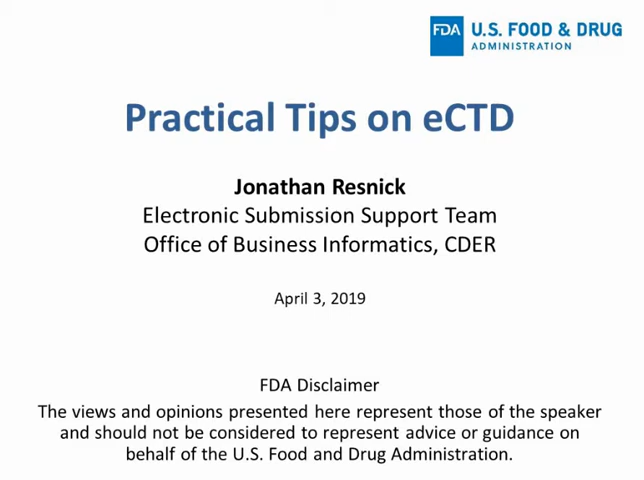 FDA U.S. FOOD & DRUG
ADMINISTRATION
Practical Tips on eCTD
Jonathan Resnick
Electronic Submission Support Team
Office of Business Informatics, CDER
April 3, 2019
FDA Disclaimer
The views and opinions presented here represent those of the speaker
and should not be considered to represent advice or guidance on
behalf of the U.S. Food and Drug Administration.